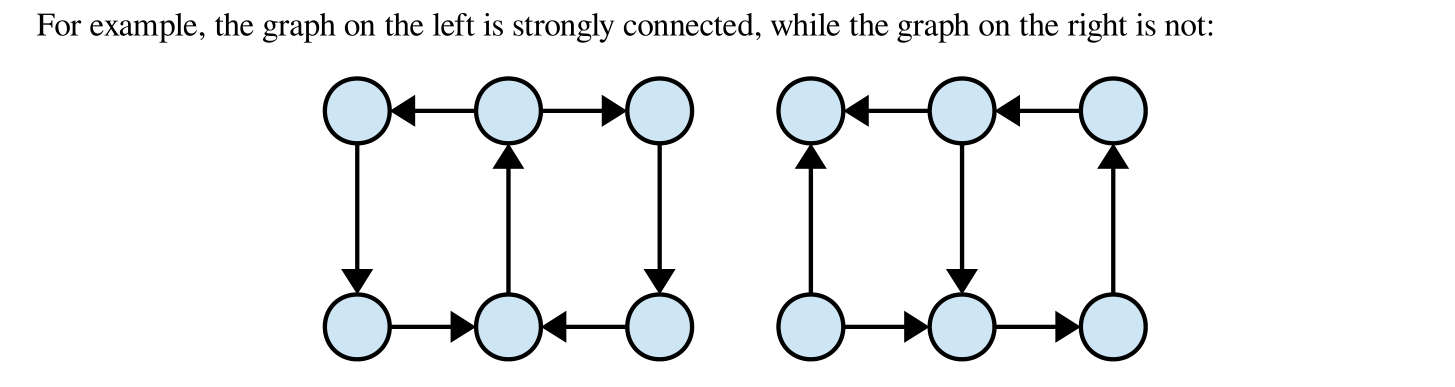 For example, the graph on the left is strongly connected, while the graph on the right is not: